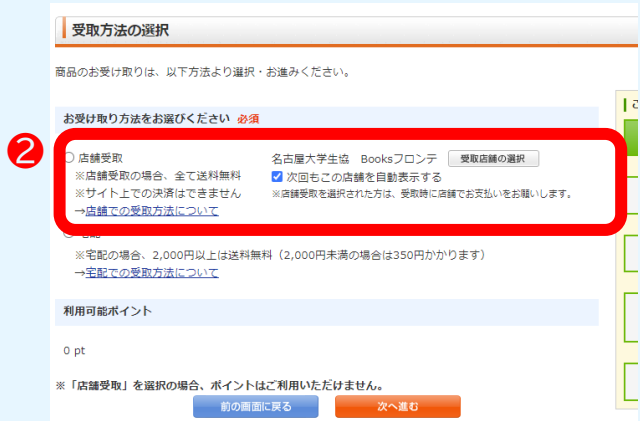 受取方法の選択
商品のお受け取りは、以下方法より選択・お進みください。
お受け取り方法をお選びください 必須
2
店舗受取
名古屋大学生協 Booksフロンテ 受取店舗の選択
※店舗受取の場合、全て送料無料
次回もこの店舗を自動表示する
※サイト上での決済はできません
※店舗受取を選択された方は、受取時に店舗でお支払いをお願いします。
→店舗での受取方法について
※宅配の場合、2,000円以上は送料無料（2,000円未満の場合は350円かかります）
→宅配での受取方法について
利用可能ポイント
0 pt
※「店舗受取」を選択の場合、ポイントはご利用いただけません。
前の画面に戻る 次へ進む